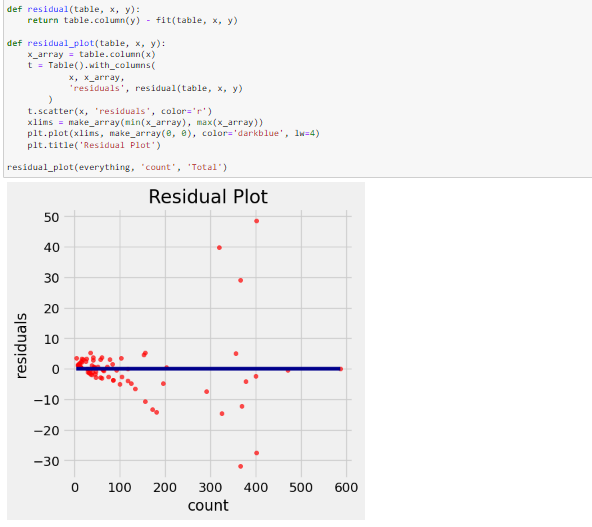 def residual(table, x, y):
    return table.column(y) - fit(table, x, y)

def residual_plot(table, x, y):
    x_array = table.column(x)
    t = Table().with_columns(
            x, x_array,
            'residuals', residual(table, x, y)
        )
    t.scatter(x, 'residuals', color='r')
    xlims = make_array(min(x_array), max(x_array))
    plt.plot(xlims, make_array(0, 0), color='darkblue', lw=4)
    plt.title('Residual Plot')

residual_plot(everything, 'count', 'Total')
Residual Plot
50
40
30
20
10
0
−10
−20
−30
residuals
0 100 200 300 400 500 600
count